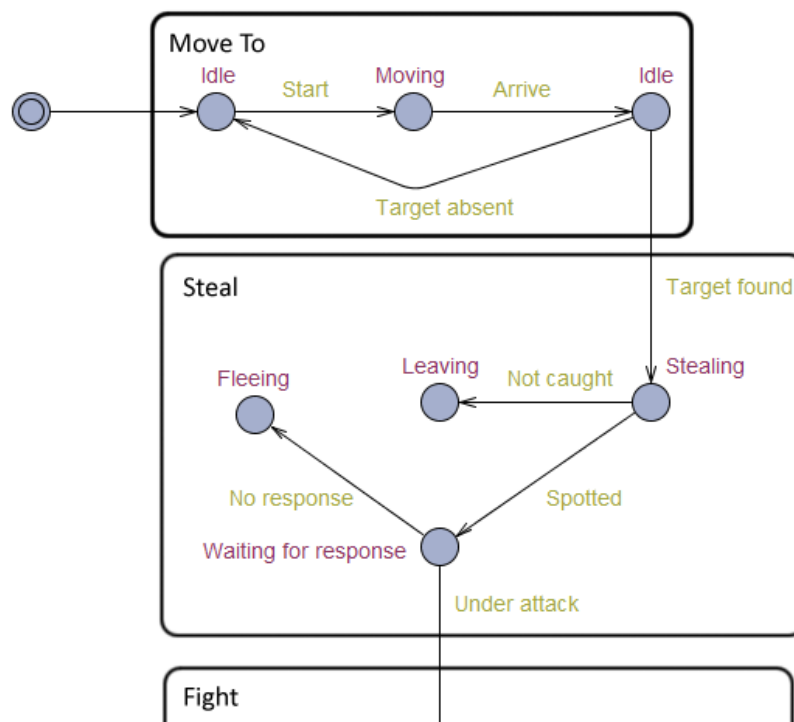 Move To
Idle
Moving
Idle
Start
Arrive
Target absent
Steal
Target found
Fleeing
Leaving
Not caught
Stealing
No response
Spotted
Waiting for response
Under attack
Fight